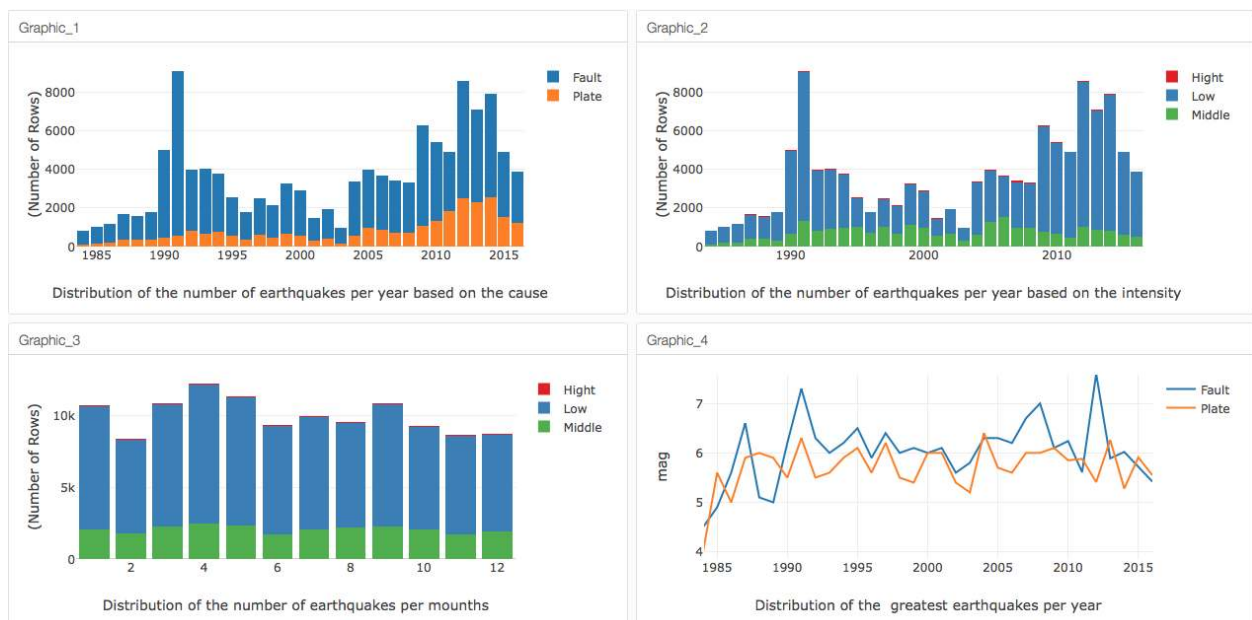 Graphic_1
(Number of Rows)
8000
6000
4000
2000
0
1985
1990
1995
2000
2005
2010
2015
Fault
Plate
Distribution of the number of earthquakes per year based on the cause
Graphic_2
(Number of Rows)
8000
6000
4000
2000
0
1990
2000
2010
Hight
Low
Middle
Distribution of the number of earthquakes per year based on the intensity
Graphic_3
(Number of Rows)
10k
5k
0
2
4
6
8
10
12
Hight
Low
Middle
Distribution of the number of earthquakes per mounths
Graphic_4
mag
7
6
5
4
1985
1990
1995
2000
2005
2010
2015
Fault
Plate
Distribution of the greatest earthquakes per year